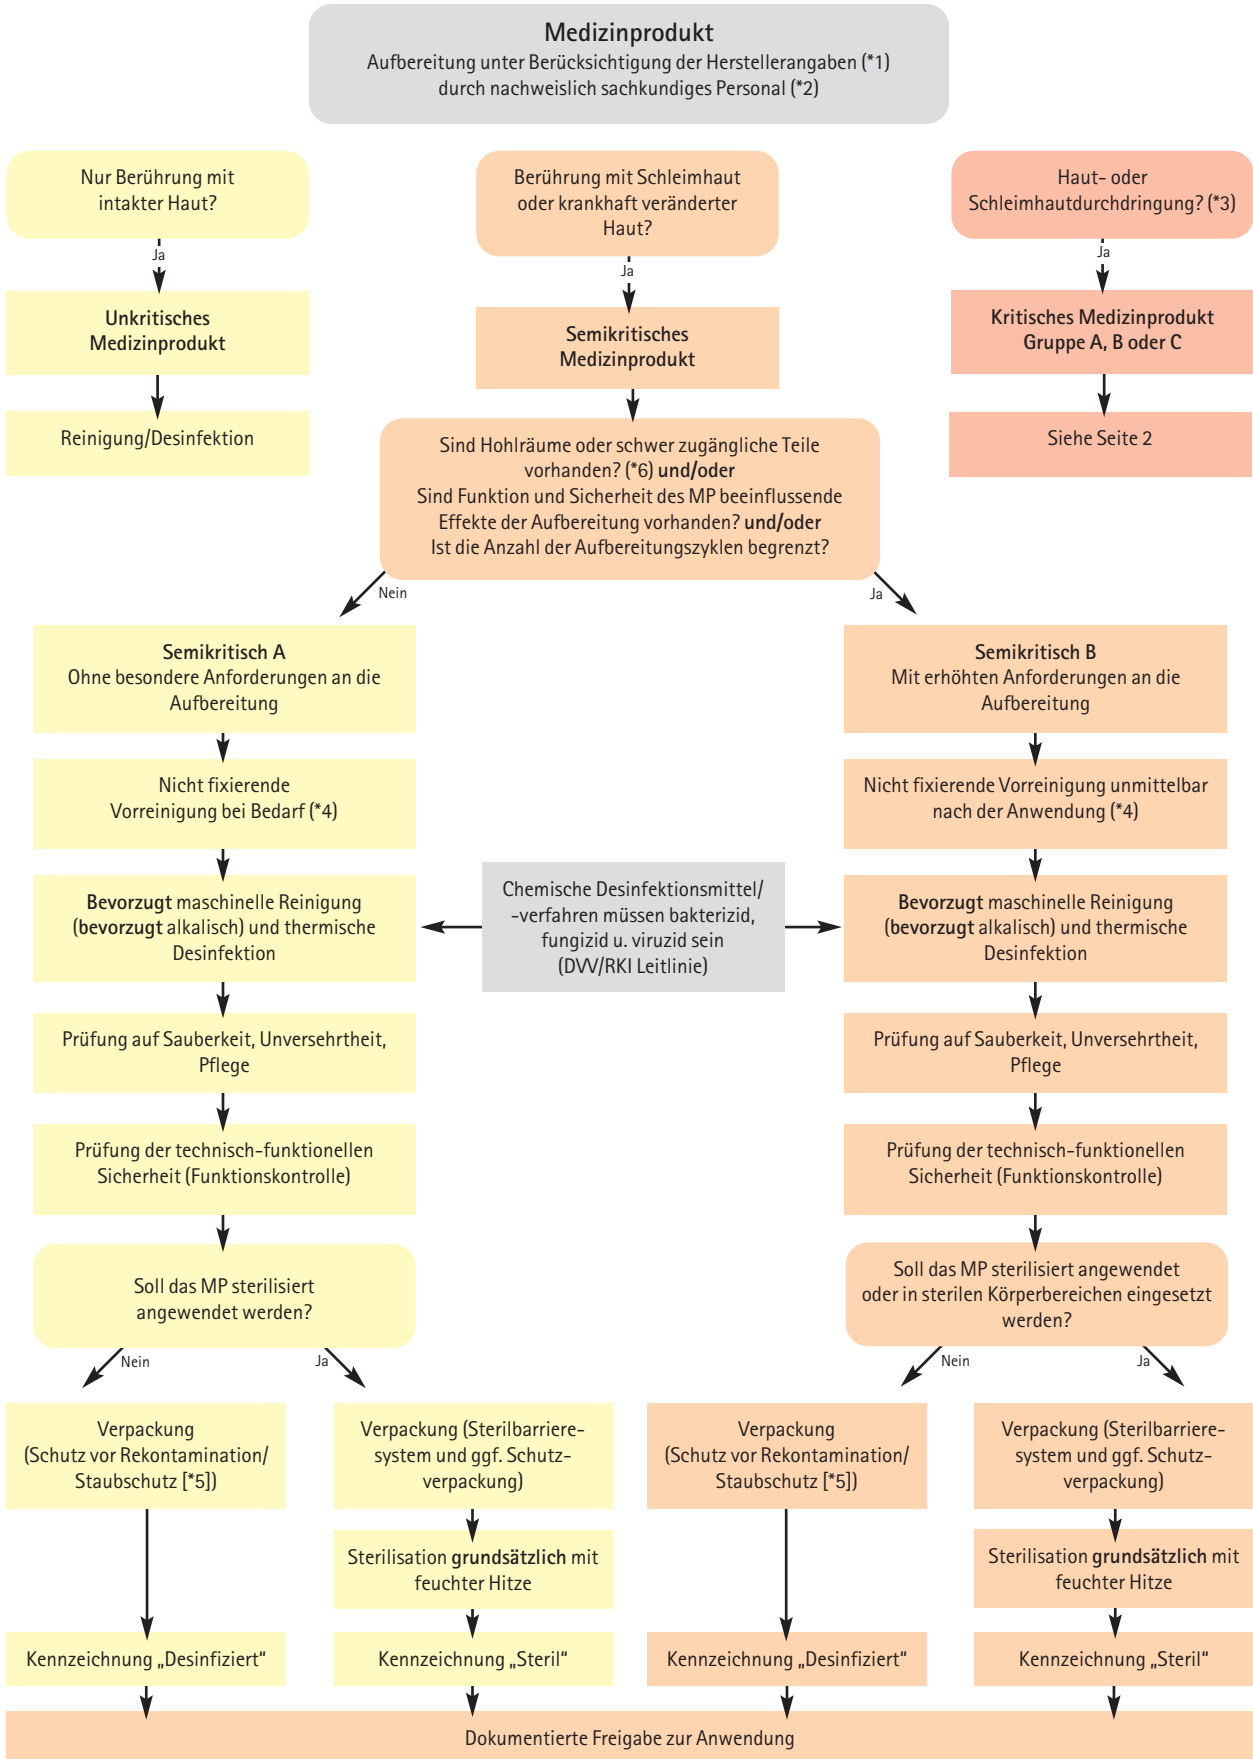 Medizinprodukt
Aufbereitung unter Berücksichtigung der Herstellerangaben (*1)
durch nachweislich sachkundiges Personal (*2)
Nur Berührung mit
intakter Haut?
Ja
Unkritisches
Medizinprodukt
Reinigung/Desinfektion
Berührung mit Schleimhaut
oder krankhaft veränderter
Haut?
Ja
Semikritisches
Medizinprodukt
Haut- oder
Schleimhautdurchdringung? (*3)
Ja
Kritisches Medizinprodukt
Gruppe A, B oder C
Siehe Seite 2
Sind Hohlräume oder schwer zugängliche Teile
vorhanden? (*6) und/oder
Sind Funktion und Sicherheit des MP beeinflussende
Effekte der Aufbereitung vorhanden? und/oder
Ist die Anzahl der Aufbereitungszyklen begrenzt?
Nein
Ja
Semikritisch A
Ohne besondere Anforderungen an die
Aufbereitung
Nicht fixierende
Vorreinigung bei Bedarf (*4)
Bevorzugt maschinelle Reinigung
(bevorzugt alkalisch) und thermische
Desinfektion
Prüfung auf Sauberkeit, Unversehrtheit,
Pflege
Prüfung der technisch-funktionellen
Sicherheit (Funktionskontrolle)
Soll das MP sterilisiert
angewendet werden?
Nein
Ja
Chemische Desinfektionsmittel/
-verfahren müssen bakterizid,
fungizid u. viruzid sein
(DVV/RKI Leitlinie)
Semikritisch B
Mit erhöhten Anforderungen an die
Aufbereitung
Nicht fixierende Vorreinigung unmittelbar
nach der Anwendung (*4)
Bevorzugt maschinelle Reinigung
(bevorzugt alkalisch) und thermische
Desinfektion
Prüfung auf Sauberkeit, Unversehrtheit,
Pflege
Prüfung der technisch-funktionellen
Sicherheit (Funktionskontrolle)
Soll das MP sterilisiert angewendet
oder in sterilen Körperbereichen eingesetzt
werden?
Nein
Ja
Verpackung
(Schutz vor Rekontamination/
Staubschutz [*5])
Kennzeichnung „Desinfiziert“
Verpackung (Sterilbarriere-
system und ggf. Schutz-
verpackung)
Sterilisation grundsätzlich mit
feuchter Hitze
Kennzeichnung „Steril“
Verpackung
(Schutz vor Rekontamination/
Staubschutz [*5])
Kennzeichnung „Desinfiziert“
Verpackung (Sterilbarriere-
system und ggf. Schutz-
verpackung)
Sterilisation grundsätzlich mit
feuchter Hitze
Kennzeichnung „Steril“
Dokumentierte Freigabe zur Anwendung